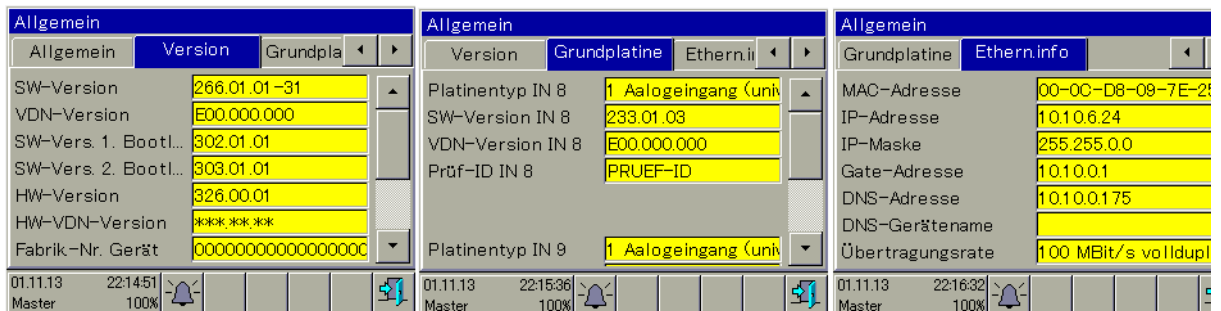 Allgemein
Allgemein Version Grundpla
SW-Version 266.01.01-31
VDN-Version E00.000.000
SW-Vers. 1. Bootl... 302.01.01
SW-Vers. 2. Bootl... 303.01.01
HW-Version 326.00.01
HW-VDN-Version ***.**.**
Fabrik.-Nr. Gerät 0000000000000000
01.11.13 22:14:51
Master 100%
Allgemein
Version Grundplatine Ethern.i
Platinentyp IN 8 1 Aalogeingang (univ
SW-Version IN 8 233.01.03
VDN-Version IN 8 E00.000.000
Prüf-ID IN 8 PRUEF-ID
Platinentyp IN 9 1 Aalogeingang (univ
01.11.13 22:15:36
Master 100%
Allgemein
Grundplatine Ethern.info
MAC-Adresse 00-0C-D8-09-7E-25
IP-Adresse 10.10.6.24
IP-Maske 255.255.0.0
Gate-Adresse 10.10.0.1
DNS-Adresse 10.10.0.175
DNS-Gerätename
Übertragungsrate 100 MBit/s volldupl
01.11.13 22:16:32
Master 100%